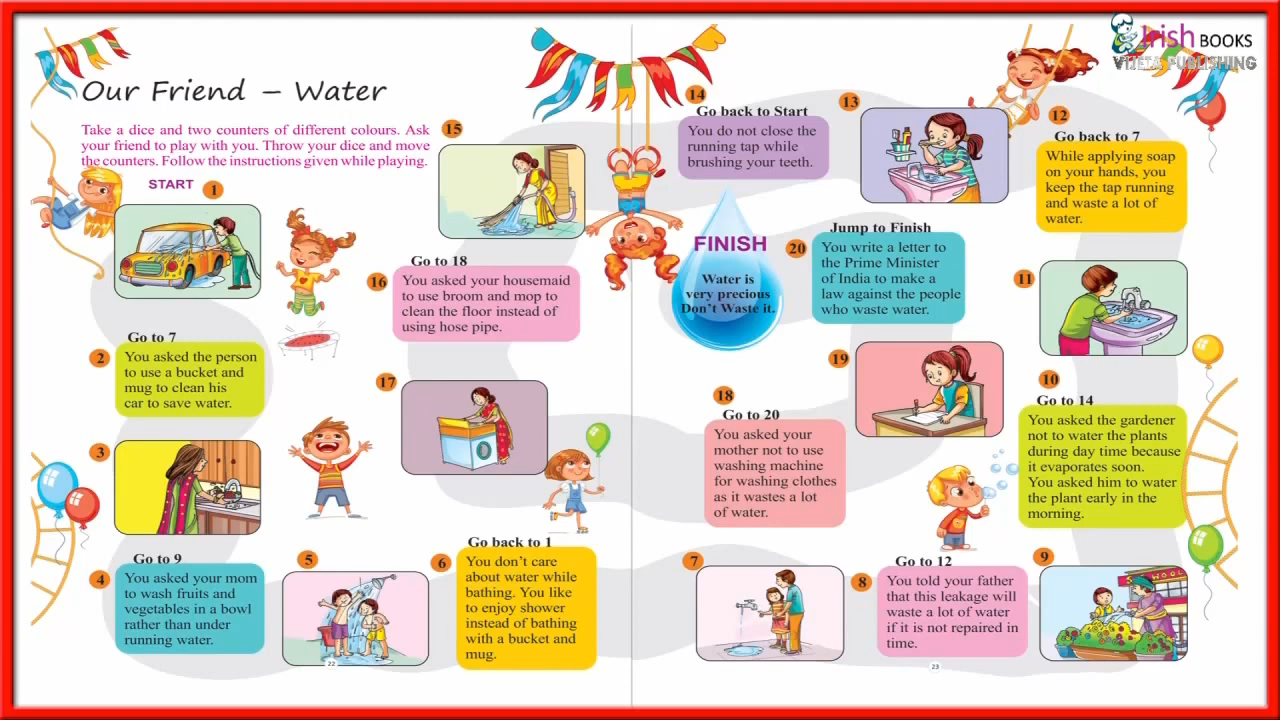 Irish BOOKS
VIJETA PUBLISHING
Our Friend – Water
Take a dice and two counters of different colours. Ask
your friend to play with you. Throw your dice and move
the counters. Follow the instructions given while playing.
START
1
Go to 7
2
You asked the person
to use a bucket and
mug to clean his
car to save water.
3
Go to 9
4
You asked your mom
to wash fruits and
vegetables in a bowl
rather than under
running water.
5
22
Go back to 1
6
You don't care
about water while
bathing. You like
to enjoy shower
instead of bathing
with a bucket and
mug.
7
Go to 12
8
You told your father
that this leakage will
waste a lot of water
if it is not repaired in
time.
23
9
SCHOOL
10
Go to 14
You asked the gardener
not to water the plants
during day time because
it evaporates soon.
You asked him to water
the plant early in the
morning.
11
12
Go back to 7
While applying soap
on your hands, you
keep the tap running
and waste a lot of
water.
13
14
Go back to Start
You do not close the
running tap while
brushing your teeth.
15
Go to 18
16
You asked your housemaid
to use broom and mop to
clean the floor instead of
using hose pipe.
17
18
Go to 20
You asked your
mother not to use
washing machine
for washing clothes
as it wastes a lot
of water.
19
Jump to Finish
20
You write a letter to
the Prime Minister
of India to make a
law against the people
who waste water.
FINISH
Water is
very precious
Don't Waste it.